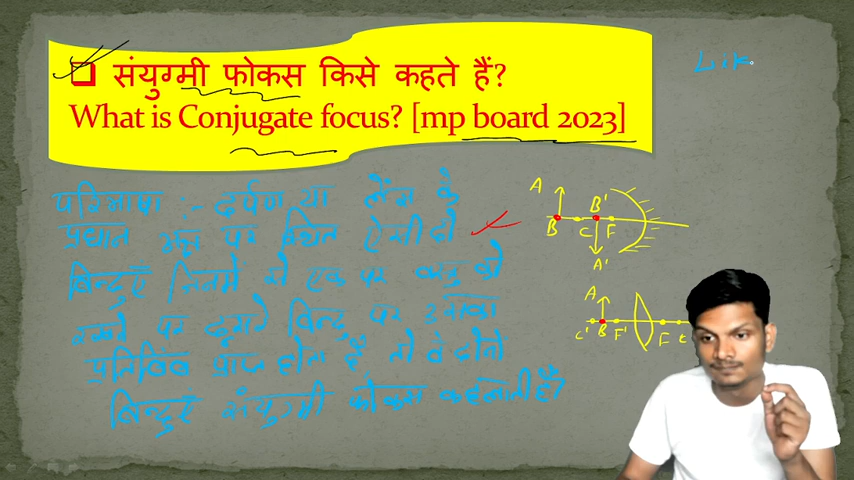 संयुग्मी फोकस किसे कहते हैं?
What is Conjugate focus? [mp board 2023]
Lik
परिभाषा :- दर्पण या लेंस के
प्रधान अक्ष पर स्थित ऐसी दो
बिन्दुएँ जिनमें से एक पर वस्तु को
रखने पर दूसरे बिन्दु पर उसका
प्रतिबिंब प्राप्त होता है तो वे दोनों
बिन्दुएं संयुग्मी फोकस कहलाती हैं।
A B' B C F A'
A C' B F' F C